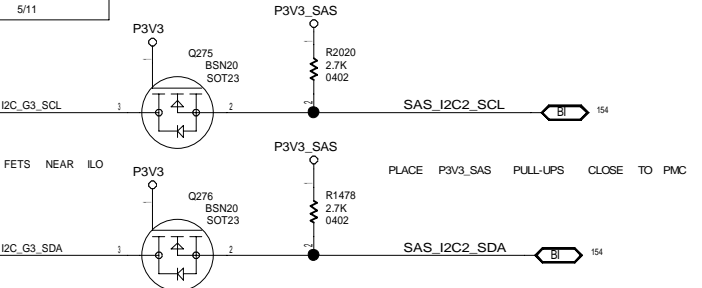 5/11
P3V3_SAS
P3V3
Q275
BSN20
SOT23
R2020
2.7K
0402
I2C_G3_SCL
3
2
SAS_I2C2_SCL
BI
154
FETS NEAR ILO
P3V3
P3V3_SAS
PLACE P3V3_SAS PULL-UPS CLOSE TO PMC
Q276
BSN20
SOT23
R1478
2.7K
0402
I2C_G3_SDA
3
2
SAS_I2C2_SDA
BI
154